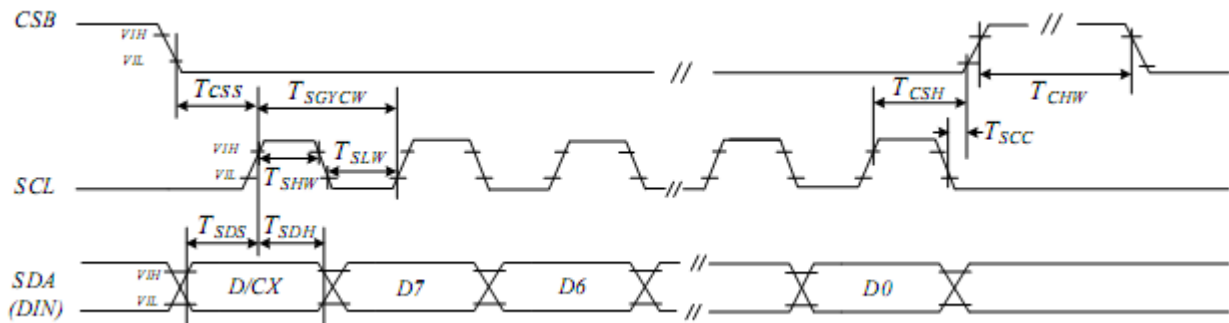 CSB
VIH
VIL
//
//
Tcss
TSGYCW
TCSH
TCHW
TSCC
SCL
VIH
VIL
TSHW
TSLW
//
TSDS
TSDH
SDA
(DIN)
VIH
VIL
D/CX
D7
D6
//
//
D0